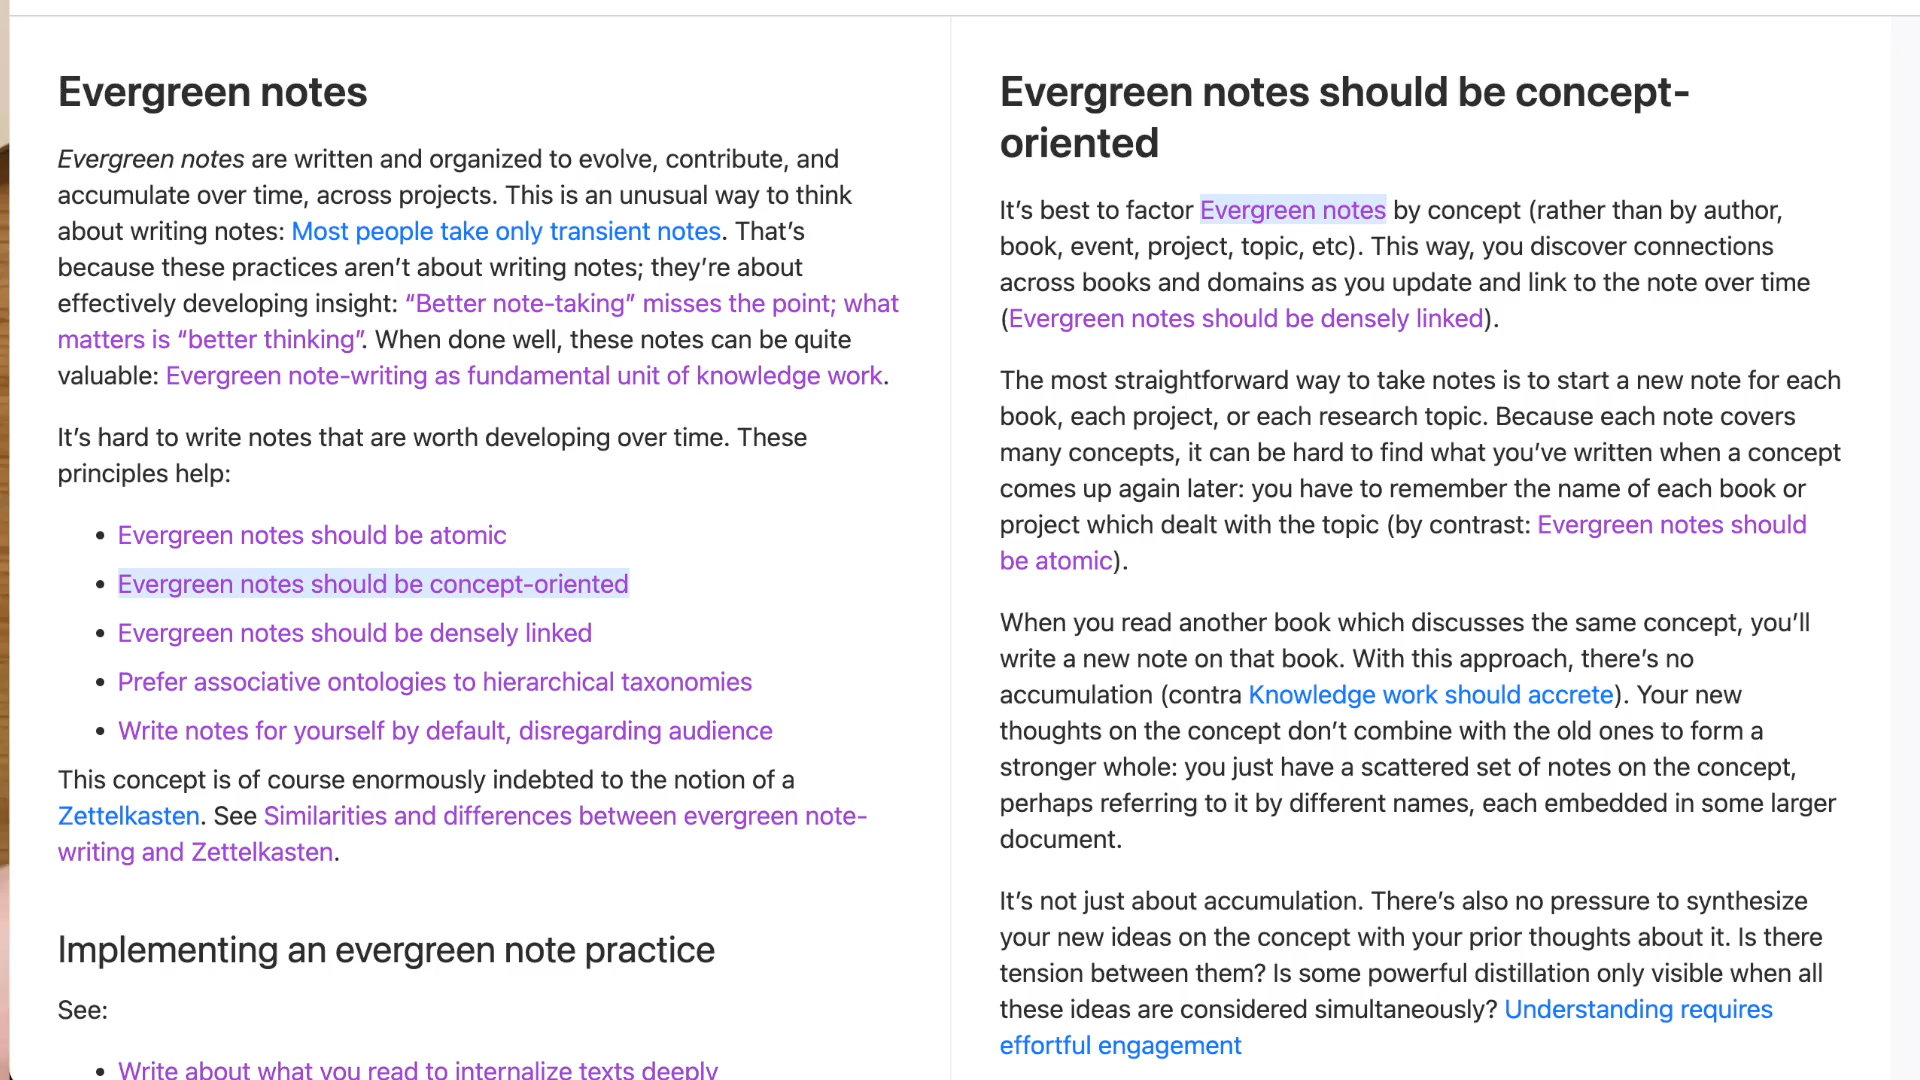 Evergreen notes
Evergreen notes are written and organized to evolve, contribute, and
accumulate over time, across projects. This is an unusual way to think
about writing notes: Most people take only transient notes. That’s
because these practices aren’t about writing notes; they’re about
effectively developing insight: “Better note-taking” misses the point; what
matters is “better thinking”. When done well, these notes can be quite
valuable: Evergreen note-writing as fundamental unit of knowledge work.
It’s hard to write notes that are worth developing over time. These
principles help:
• Evergreen notes should be atomic
• Evergreen notes should be concept-oriented
• Evergreen notes should be densely linked
• Prefer associative ontologies to hierarchical taxonomies
• Write notes for yourself by default, disregarding audience
This concept is of course enormously indebted to the notion of a
Zettelkasten. See Similarities and differences between evergreen note-
writing and Zettelkasten.
Implementing an evergreen note practice
See:
• Write about what you read to internalize texts deeply
Evergreen notes should be concept-
oriented
It’s best to factor Evergreen notes by concept (rather than by author,
book, event, project, topic, etc). This way, you discover connections
across books and domains as you update and link to the note over time
(Evergreen notes should be densely linked).
The most straightforward way to take notes is to start a new note for each
book, each project, or each research topic. Because each note covers
many concepts, it can be hard to find what you’ve written when a concept
comes up again later: you have to remember the name of each book or
project which dealt with the topic (by contrast: Evergreen notes should
be atomic).
When you read another book which discusses the same concept, you’ll
write a new note on that book. With this approach, there’s no
accumulation (contra Knowledge work should accrete). Your new
thoughts on the concept don’t combine with the old ones to form a
stronger whole: you just have a scattered set of notes on the concept,
perhaps referring to it by different names, each embedded in some larger
document.
It’s not just about accumulation. There’s also no pressure to synthesize
your new ideas on the concept with your prior thoughts about it. Is there
tension between them? Is some powerful distillation only visible when all
these ideas are considered simultaneously? Understanding requires
effortful engagement